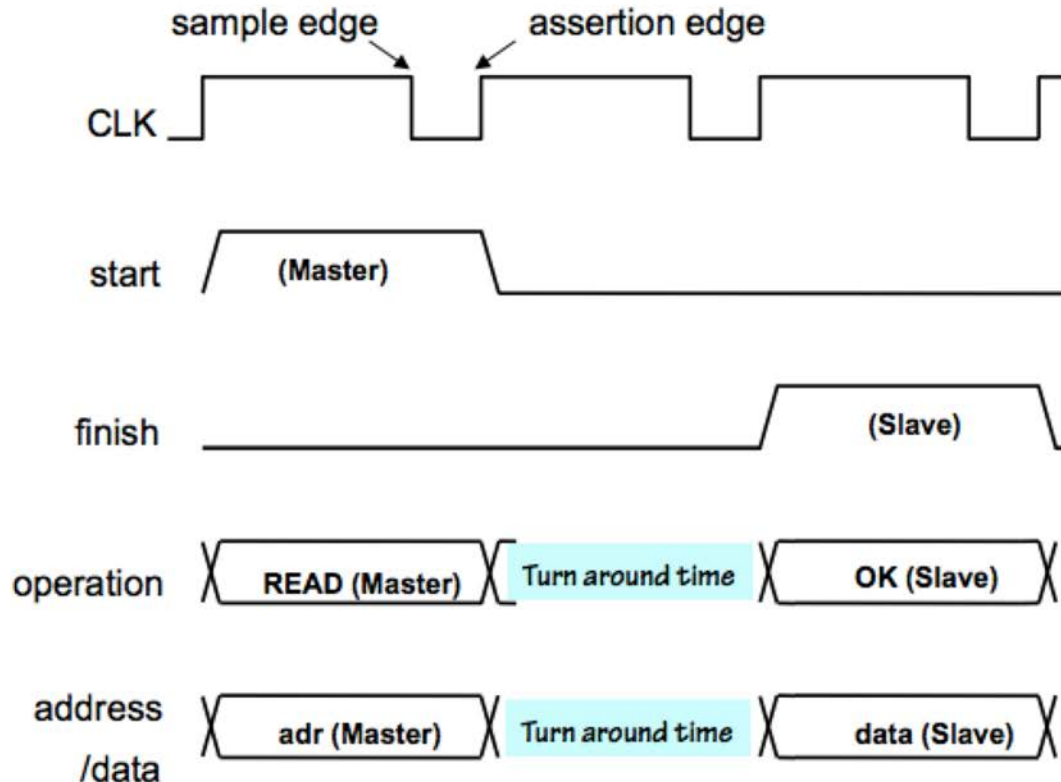 sample edge
assertion edge
CLK
start
(Master)
finish
(Slave)
operation
READ (Master)
Turn around time
OK (Slave)
address
/data
adr (Master)
Turn around time
data (Slave)